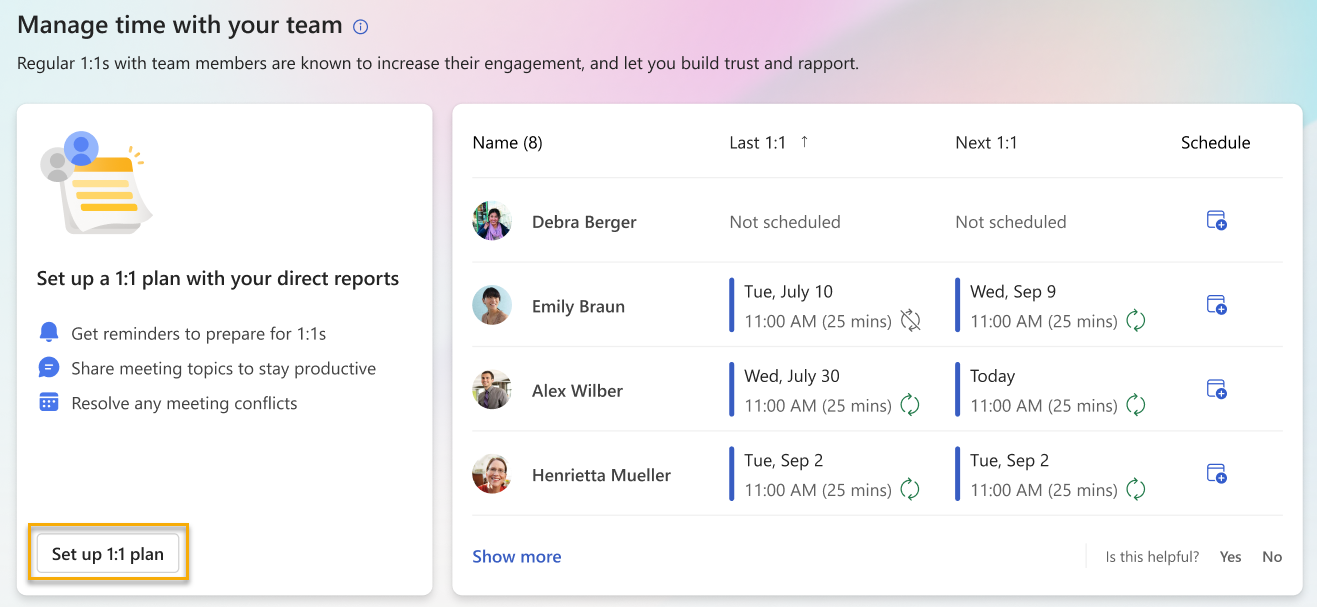 Manage time with your team
Regular 1:1s with team members are known to increase their engagement, and let you build trust and rapport.
Set up a 1:1 plan with your direct reports
Get reminders to prepare for 1:1s
Share meeting topics to stay productive
Resolve any meeting conflicts
Set up 1:1 plan
Name (8) Last 1:1 ↑ Next 1:1 Schedule
Debra Berger Not scheduled Not scheduled
Emily Braun
Tue, July 10
11:00 AM (25 mins)
Wed, Sep 9
11:00 AM (25 mins)
Alex Wilber
Wed, July 30
11:00 AM (25 mins)
Today
11:00 AM (25 mins)
Henrietta Mueller
Tue, Sep 2
11:00 AM (25 mins)
Tue, Sep 2
11:00 AM (25 mins)
Show more
Is this helpful? Yes No